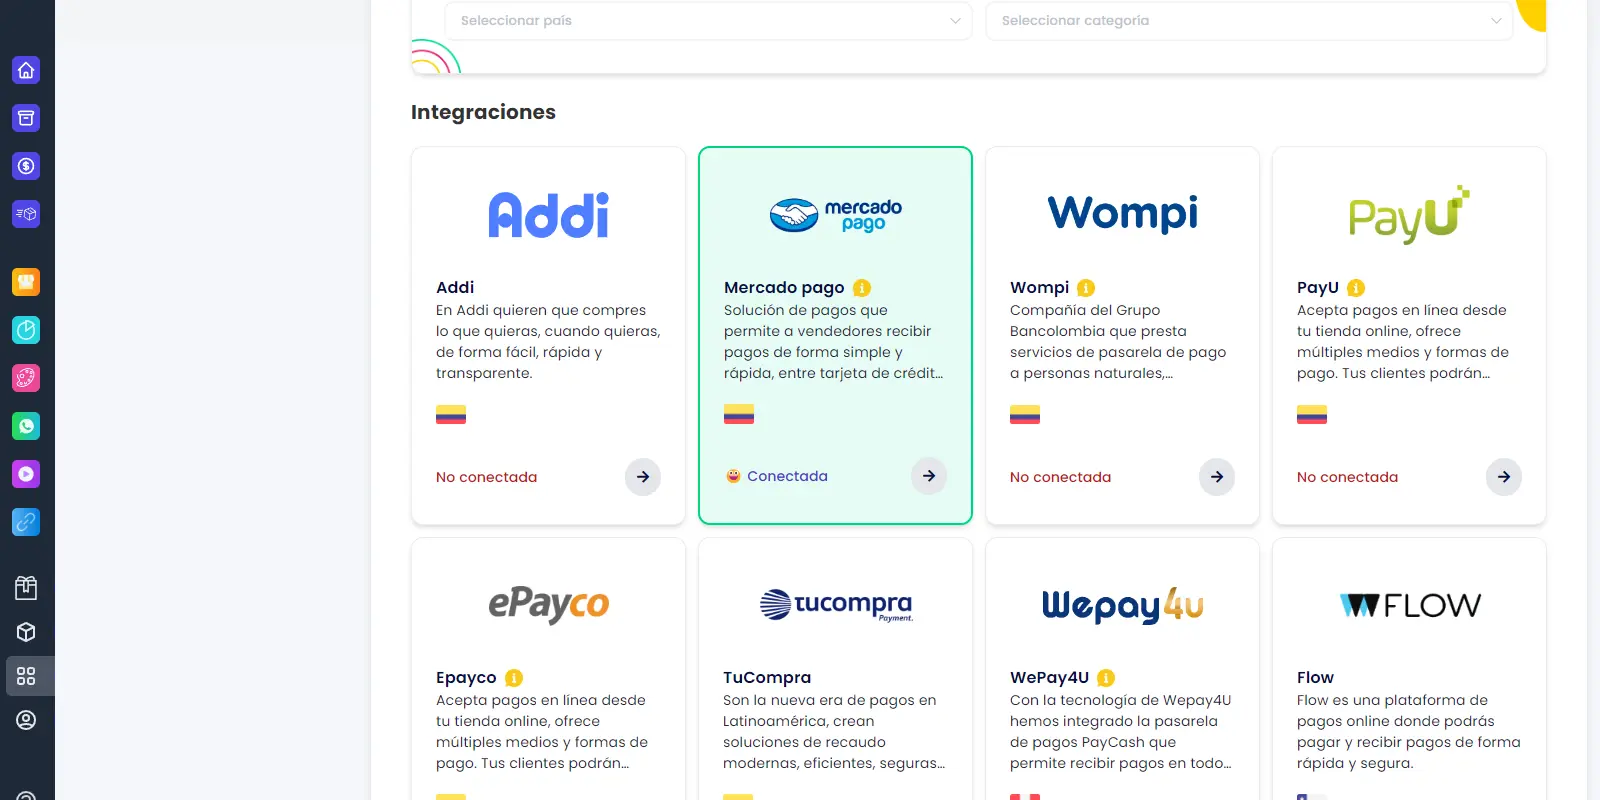 Seleccionar país
Seleccionar categoría
Integraciones
Addi
Addi
En Addi quieren que compres
lo que quieras, cuando quieras,
de forma fácil, rápida y
transparente.
No conectada
mercado
pago
Mercado pago
Solución de pagos que
permite a vendedores recibir
pagos de forma simple y
rápida, entre tarjeta de crédit...
Conectada
Wompi
Wompi
Compañía del Grupo
Bancolombia que presta
servicios de pasarela de pago
a personas naturales,...
No conectada
PayU
PayU
Acepta pagos en línea desde
tu tienda online, ofrece
múltiples medios y formas de
pago. Tus clientes podrán...
No conectada
ePayco
Epayco
Acepta pagos en línea desde
tu tienda online, ofrece
múltiples medios y formas de
pago. Tus clientes podrán...
tucompra
Payment.
TuCompra
Son la nueva era de pagos en
Latinoamérica, crean
soluciones de recaudo
modernas, eficientes, seguras...
Wepay4u
WePay4U
Con la tecnología de Wepay4U
hemos integrado la pasarela
de pagos PayCash que
permite recibir pagos en todo...
FLOW
Flow
Flow es una plataforma de
pagos online donde podrás
pagar y recibir pagos de forma
rápida y segura.